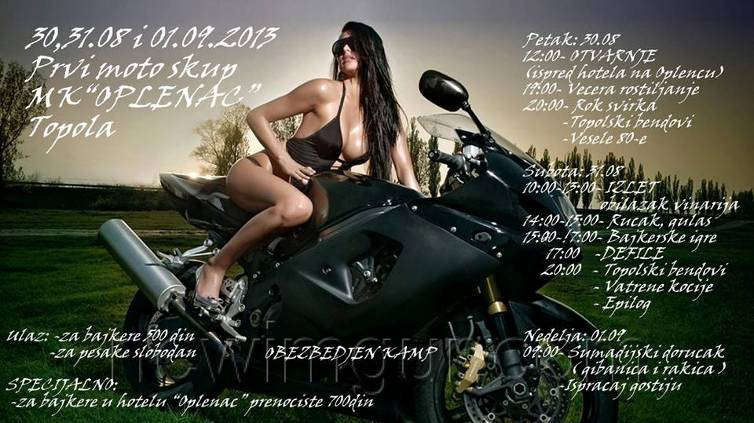 30,31.08 i 01.09.2013
Prvi moto skup
MK"OPLENAC"
Topola
Petak: 30.08
12:00- OTVARNJE
(ispred hotela na Oplencu)
19:00- Vecera rostiljanje
20:00- Rok svirka
-Topolski bendovi
-Vesele 80-e
Subota: 31.08
10:00-13:00- IZLET
obilazak vinarija
14:00-15:00- Rucak, gulas
15:00-17:00- Bajkerske igre
17:00 -DEFILE
20:00 - Topolski bendovi
- Vatrene kocije
- Epilog
Ulaz: -za bajkere 500 din
-za pesake slobodan
OBEZBEDJEN KAMP
SPECIJALNO:
-za bajkere u hotelu "Oplenac" prenociste 700din
Nedelja: 01.09
09:00- Sumadijski dorucak
( gibanica i rakica )
-Ispracaj gostiju